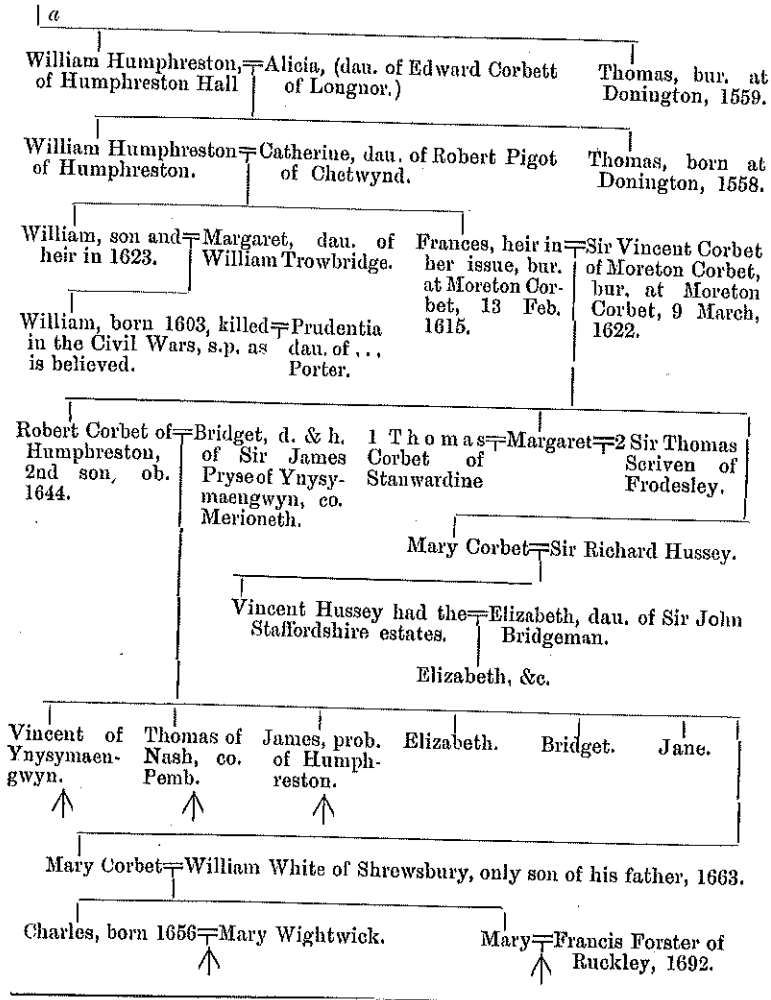 a
William Humphreston, Alicia, (dau. of Edward Corbett
of Humphreston Hall of Longnor.)
Thomas, bur. at
Donington, 1559.
William Humphreston Catherine, dau. of Robert Pigot
of Humphreston. of Chetwynd.
Thomas, born at
Donington, 1558.
William, son and
heir in 1623.
Margaret, dau. of
William Trowbridge.
Frances, heir in
her issue, bur.
at Moreton Cor-
bet, 13 Feb.
1615.
Sir Vincent Corbet
of Moreton Corbet,
bur. at Moreton
Corbet, 9 March,
1622.
William, born 1603, killed
in the Civil Wars, s.p. as
is believed.
Prudentia
dau. of ...
Porter.
Robert Corbet of
Humphreston,
2nd son, ob.
1644.
Bridget, d. & h.
of Sir James
Pryse of Ynysy-
maengwyn, co.
Merioneth.
1 Thomas
Corbet of
Stanwardine
Margaret
2 Sir Thomas
Scriven of
Frodesley.
Mary Corbet Sir Richard Hussey.
Vincent Hussey had the
Staffordshire estates.
Elizabeth, dau. of Sir John
Bridgeman.
Elizabeth, &c.
Vincent of
Ynysymaen-
gwyn.
Thomas of
Nash, co.
Pemb.
James, prob.
of Humph-
reston.
Elizabeth.
Bridget.
Jane.
Mary Corbet William White of Shrewsbury, only son of his father, 1663.
Charles, born 1656 Mary Wightwick.
Mary Francis Forster of
Ruckley, 1692.